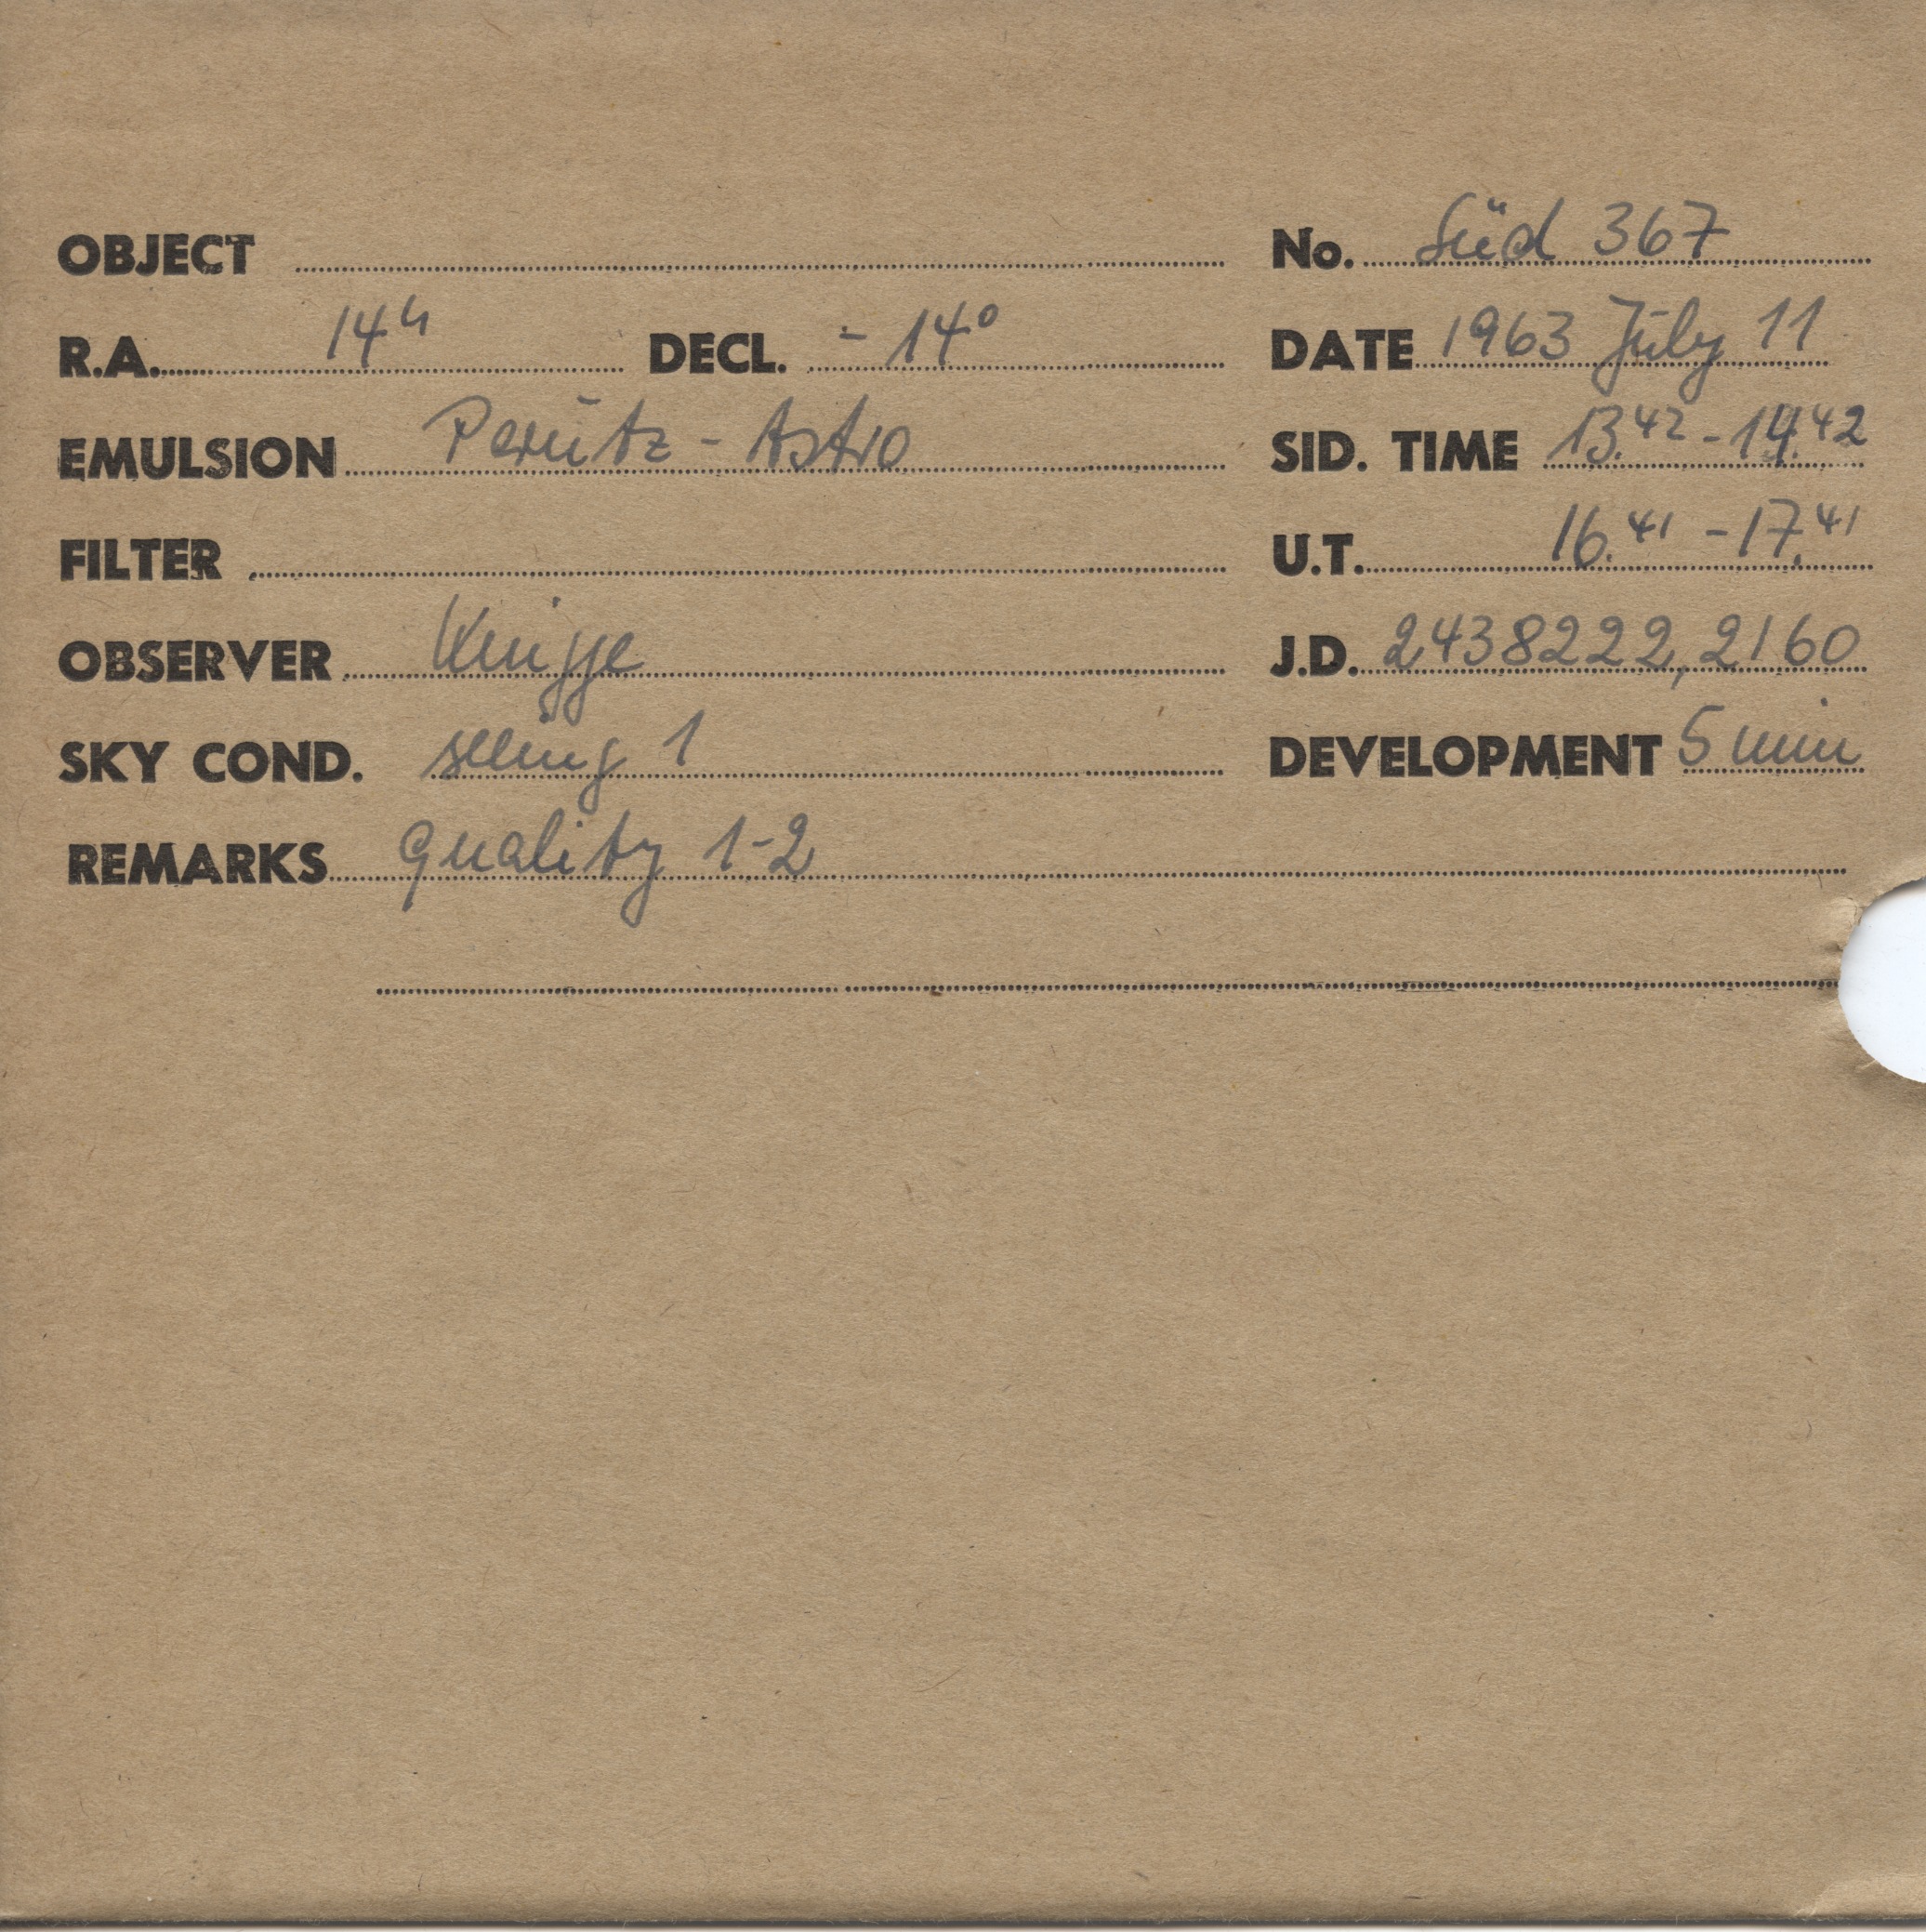 OBJECT No. Süd 367
R.A. 14h DECL. - 14° DATE 1963 July 11
EMULSION Perutz - Astro SID. TIME 13.42 - 14.42
FILTER U.T. 16.41 - 17.41
OBSERVER Knigge J.D. 2438222,2160
SKY COND. seeing 1 DEVELOPMENT 5 min
REMARKS quality 1-2